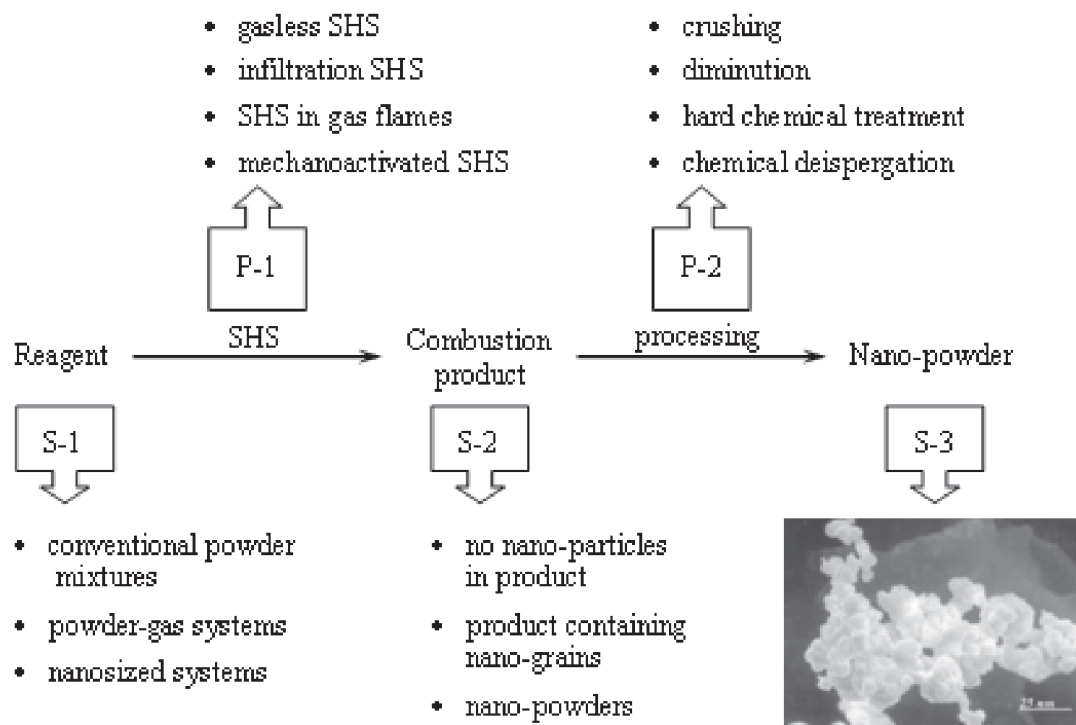 • gasless SHS
• infiltration SHS
• SHS in gas flames
• mechanoactivated SHS
• crushing
• diminution
• hard chemical treatment
• chemical deispergation
P-1
P-2
Reagent
SHS
Combustion
product
processing
Nano-powder
S-1
S-2
S-3
• conventional powder
mixtures
• powder-gas systems
• nanosized systems
• no nano-particles
in product
• product containing
nano-grains
• nano-powders